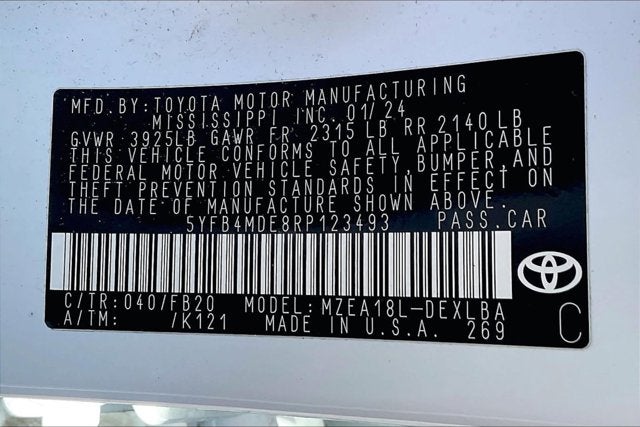 MFD. BY: TOYOTA MOTOR MANUFACTURING
MISSISSIPPI INC. 01/24
GVWR 3925LB GAWR FR 2315 LB RR 2140 LB
THIS VEHICLE CONFORMS TO ALL APPLICABLE
FEDERAL MOTOR VEHICLE SAFETY, BUMPER, AND
THEFT PREVENTION STANDARDS IN EFFECT ON
THE DATE OF MANUFACTURE SHOWN ABOVE.
5YFB4MDE8RP123493 PASS. CAR
C/TR: 040/FB20 MODEL: MZEA18L-DEXLBA
A/TM: /K121 MADE IN U.S.A. 269 C